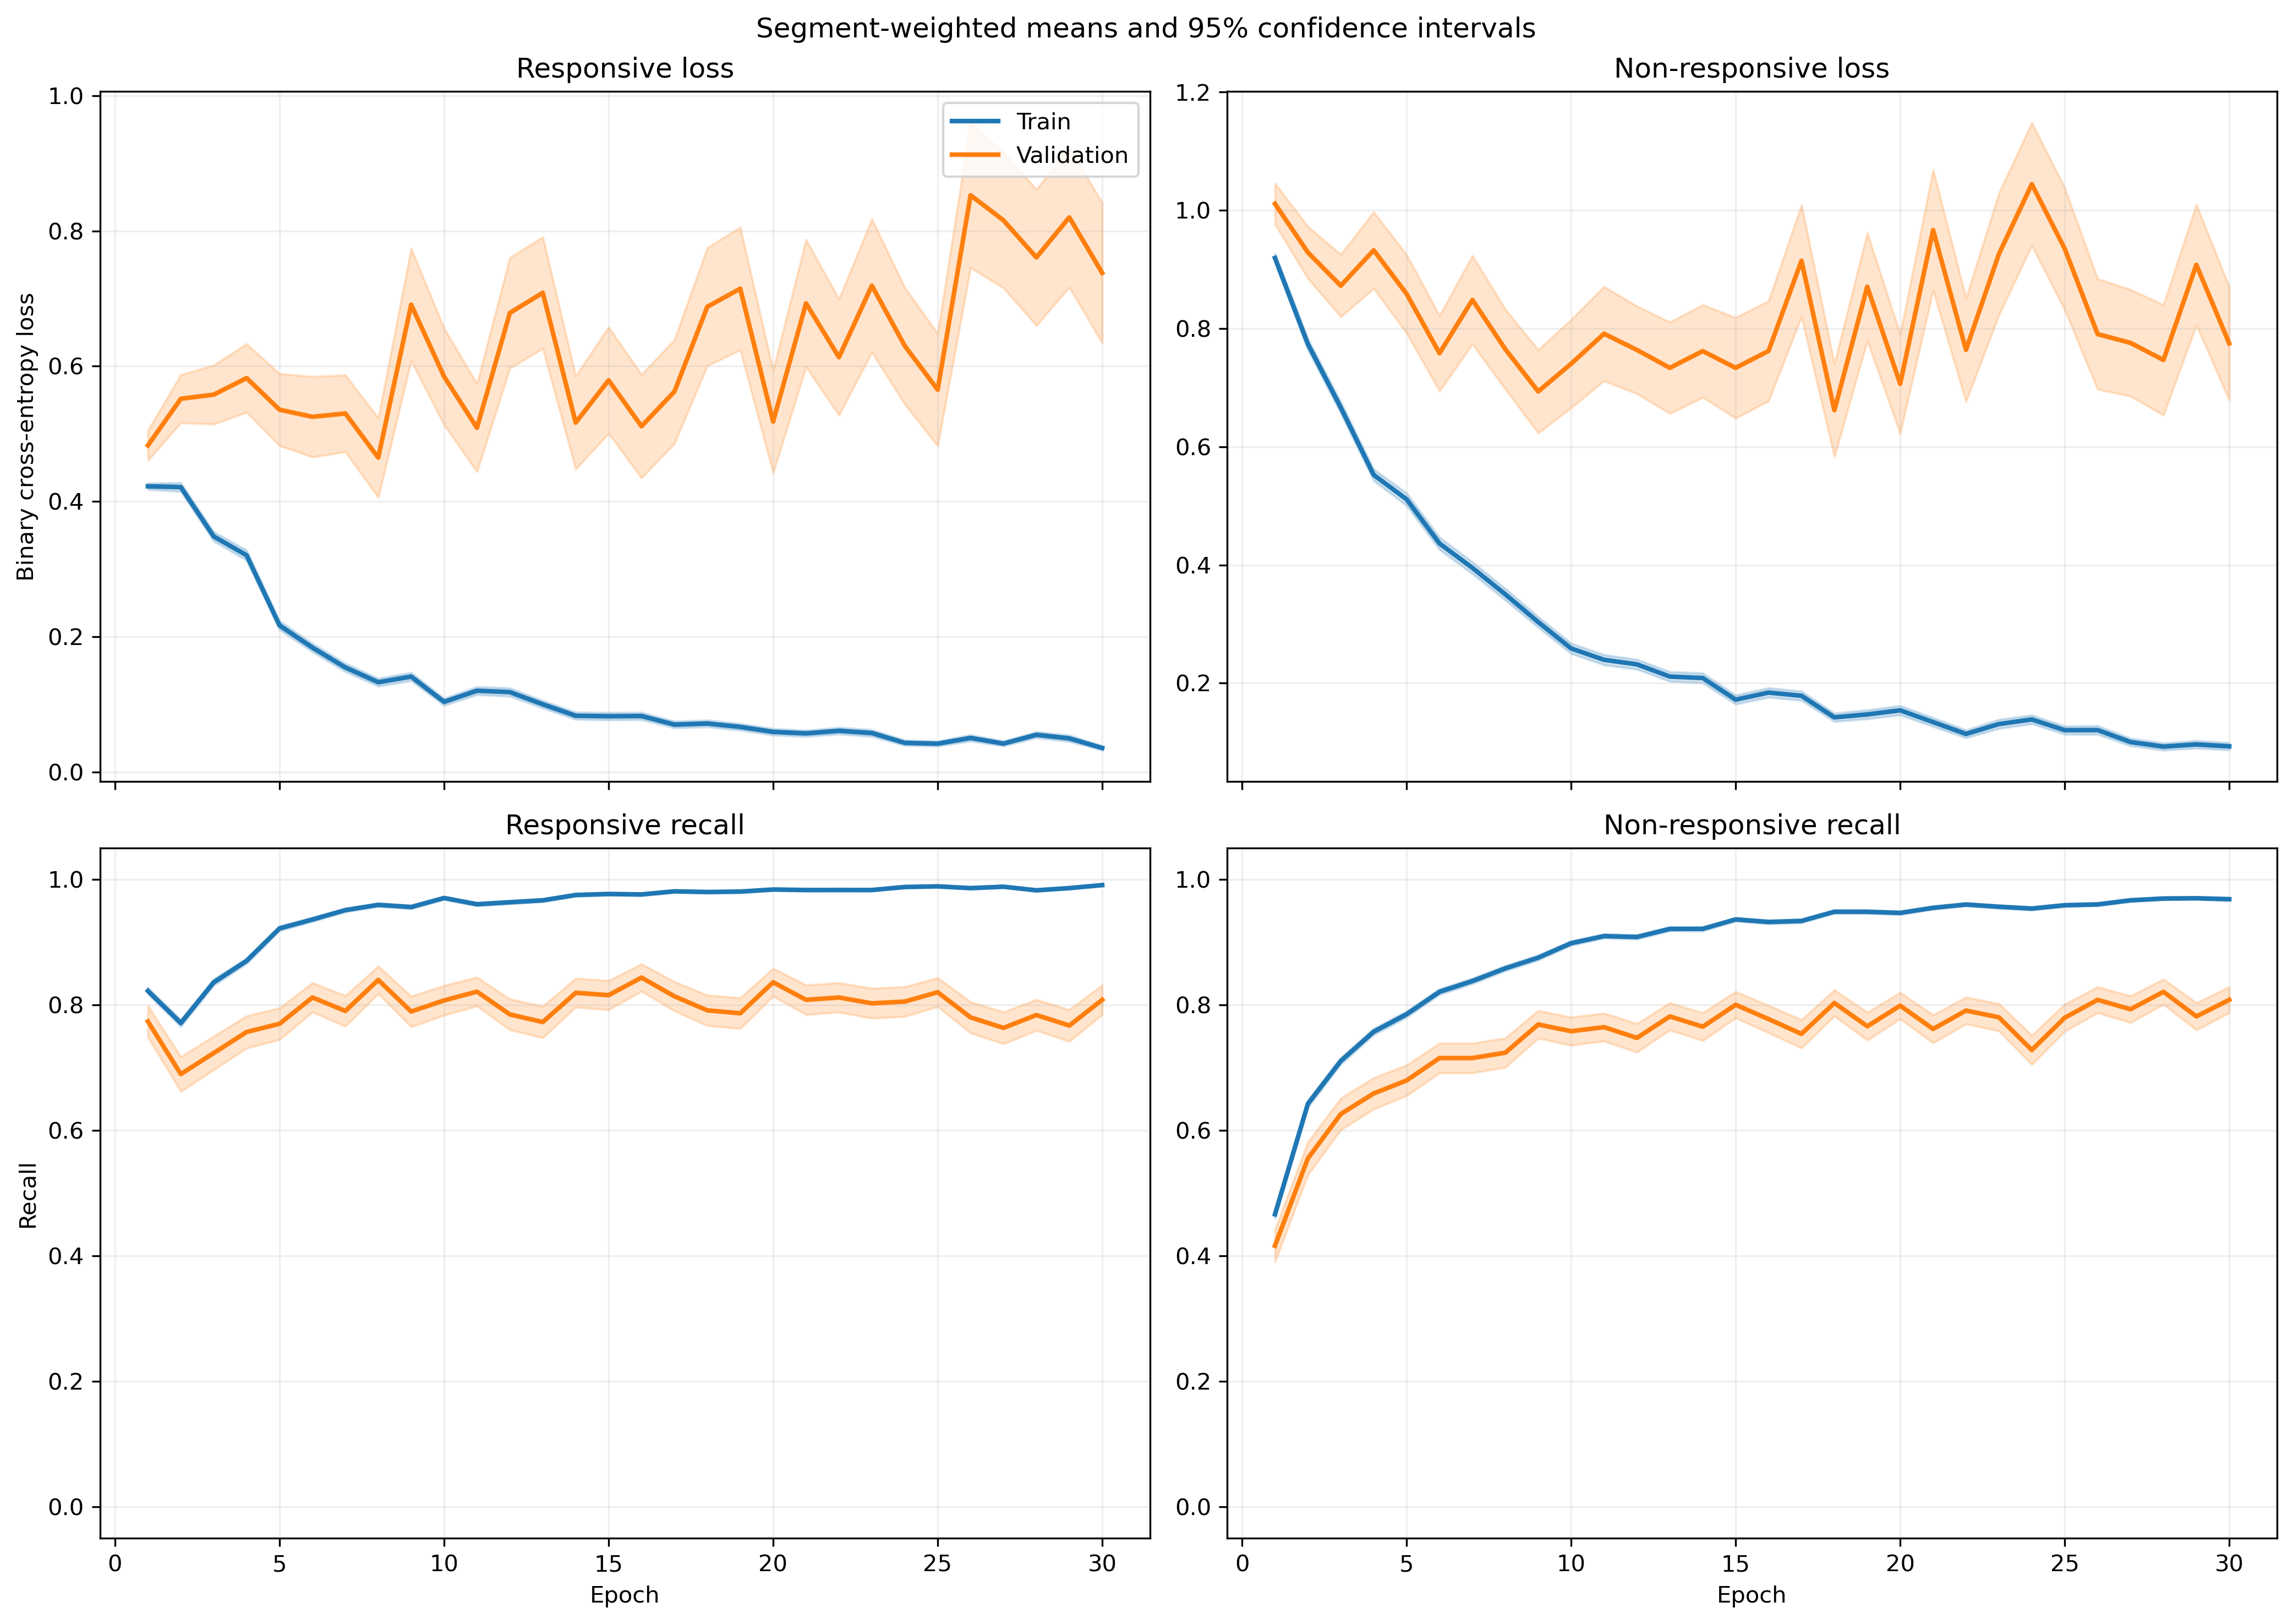 Segment-weighted means and 95% confidence intervals
Responsive loss
Non-responsive loss
Binary cross-entropy loss
1.0
0.8
0.6
0.4
0.2
0.0
Train
Validation
1.2
1.0
0.8
0.6
0.4
0.2
Responsive recall
Non-responsive recall
Recall
1.0
0.8
0.6
0.4
0.2
0.0
0 5 10 15 20 25 30
Epoch
1.0
0.8
0.6
0.4
0.2
0.0
0 5 10 15 20 25 30
Epoch